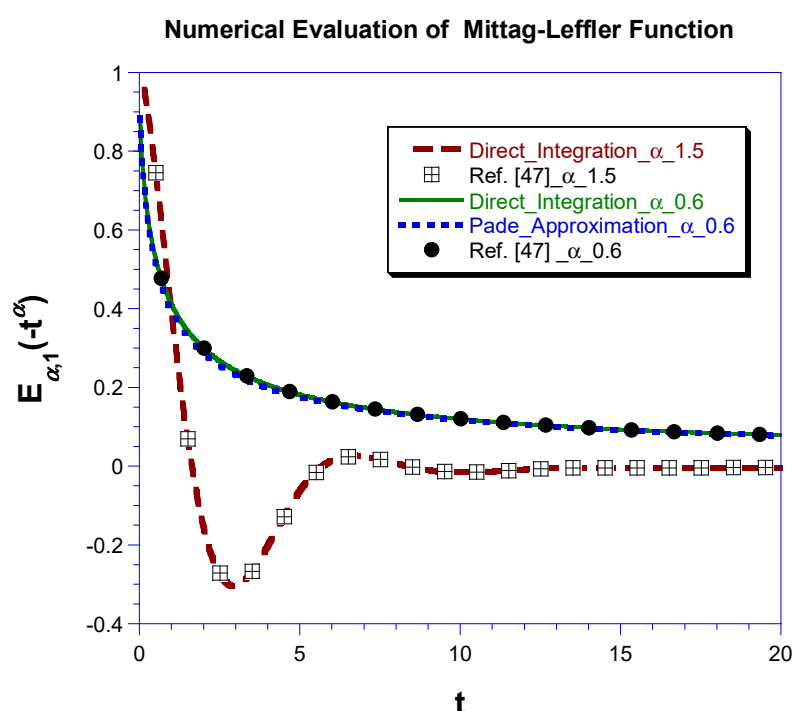 Numerical Evaluation of Mittag-Leffler Function
1
0.8
0.6
0.4
0.2
0
-0.2
-0.4
E α,1 (-t^α)
Direct_Integration_α_1.5
Ref. [47]_α_1.5
Direct_Integration_α_0.6
Pade_Approximation_α_0.6
Ref. [47] _α_0.6
0 5 10 15 20
t